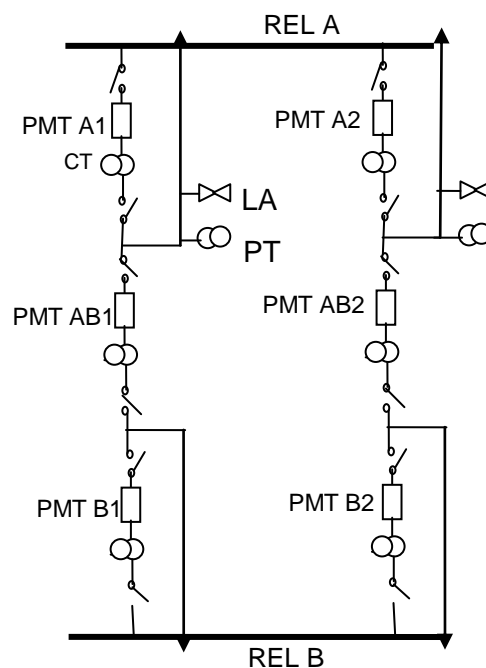 REL A
PMT A1
PMT A2
CT
LA
PT
PMT AB1
PMT AB2
PMT B1
PMT B2
REL B